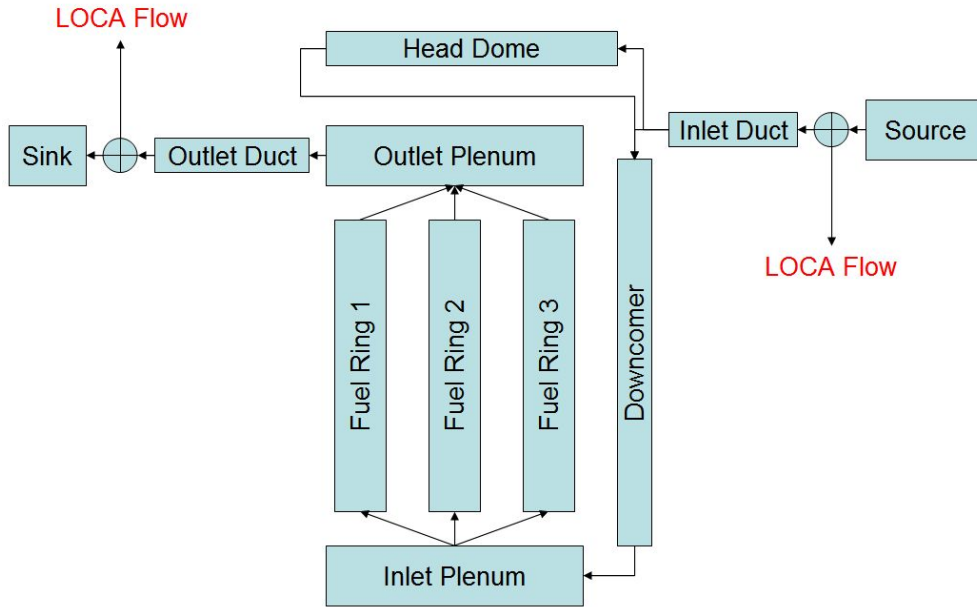 LOCA Flow
Head Dome
Sink
Outlet Duct
Outlet Plenum
Inlet Duct
Source
LOCA Flow
Fuel Ring 1
Fuel Ring 2
Fuel Ring 3
Downcomer
Inlet Plenum